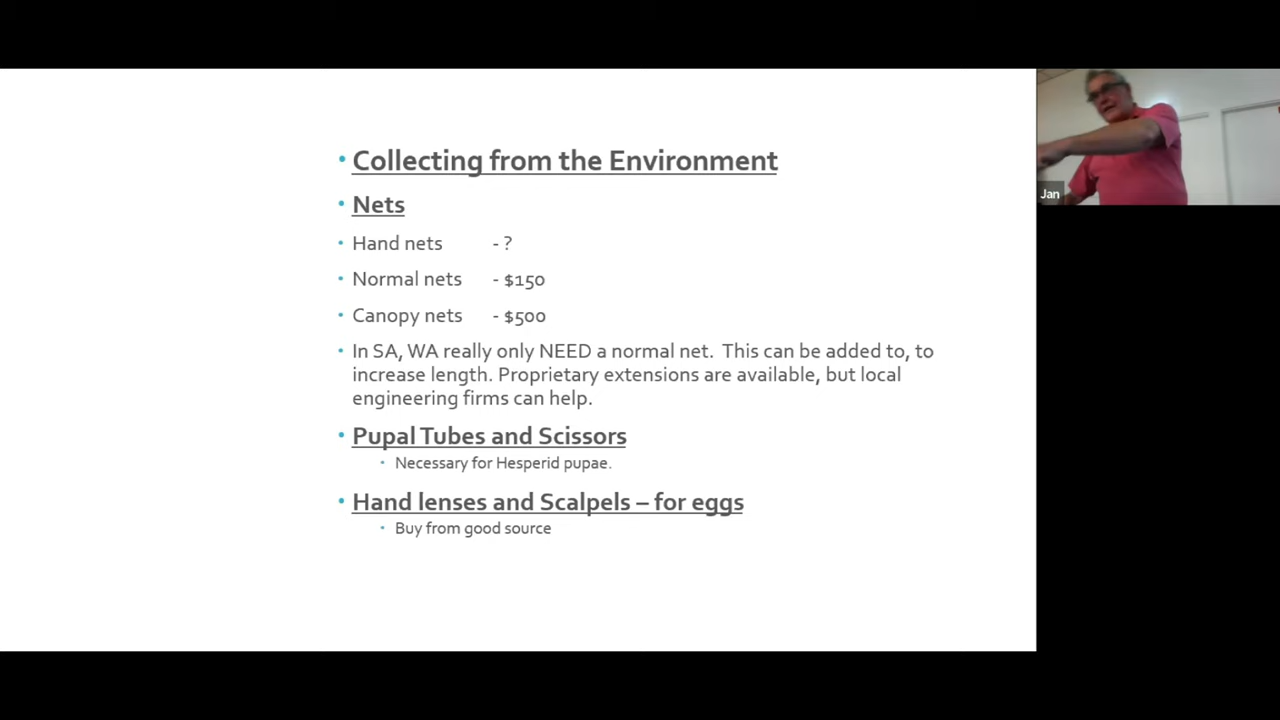 Collecting from the Environment
Nets
Hand nets - ?
Normal nets - $150
Canopy nets - $500
In SA, WA really only NEED a normal net. This can be added to, to
increase length. Proprietary extensions are available, but local
engineering firms can help.
Pupal Tubes and Scissors
Necessary for Hesperid pupae.
Hand lenses and Scalpels – for eggs
Buy from good source
Jan